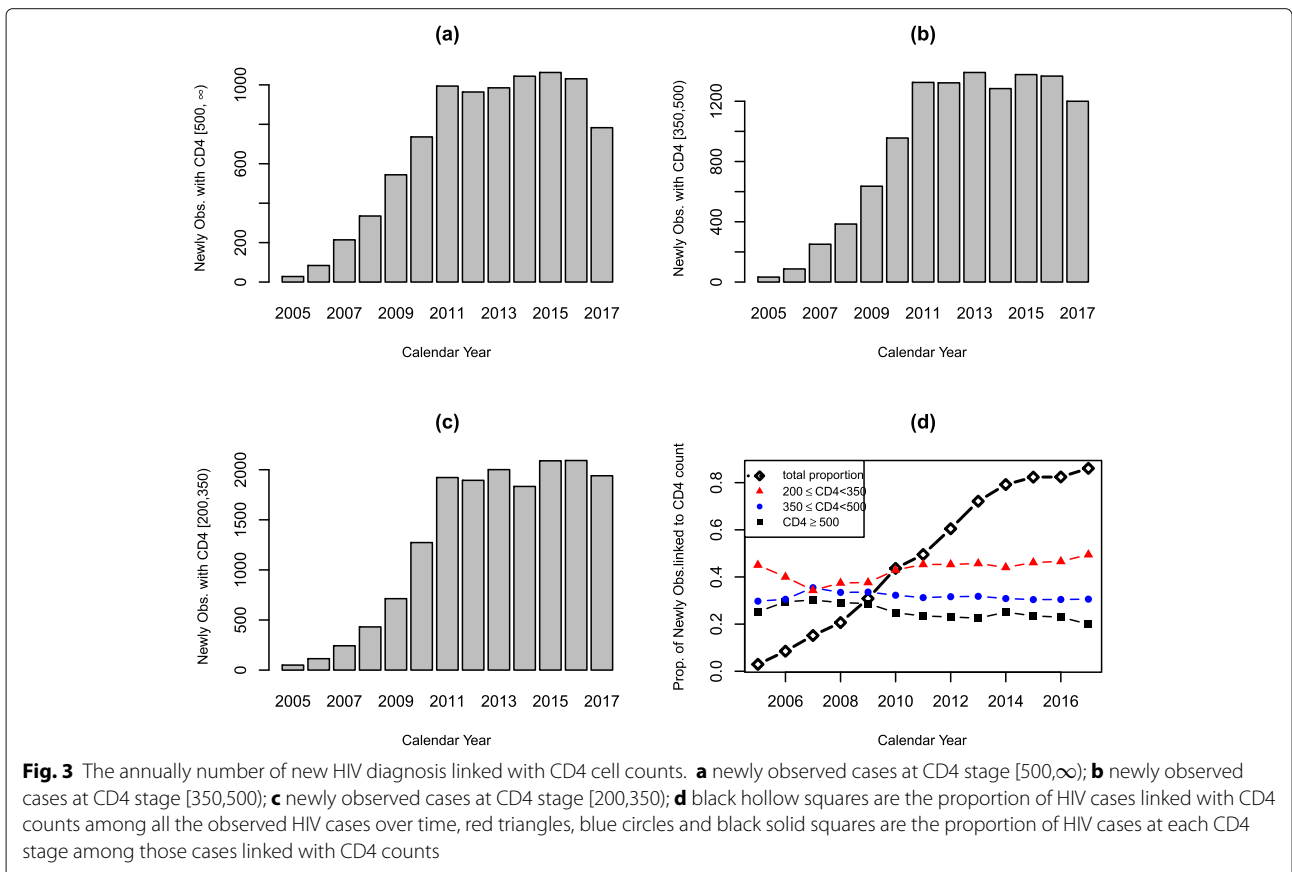 (a)
Newly Obs. with CD4 [500, ∞)
0 200 600 1000
2005 2007 2009 2011 2013 2015 2017
Calendar Year
(b)
Newly Obs. with CD4 [350,500)
0 400 800 1200
2005 2007 2009 2011 2013 2015 2017
Calendar Year
(c)
Newly Obs. with CD4 [200,350)
0 500 1000 1500 2000
2005 2007 2009 2011 2013 2015 2017
Calendar Year
(d)
Prop. of Newly Obs.linked to CD4 count
0.0 0.2 0.4 0.6 0.8
total proportion
200 ≤ CD4<350
350 ≤ CD4<500
CD4 ≥ 500
2006 2008 2010 2012 2014 2016
Calendar Year
Fig. 3 The annually number of new HIV diagnosis linked with CD4 cell counts. a newly observed cases at CD4 stage [500,∞); b newly observed
cases at CD4 stage [350,500); c newly observed cases at CD4 stage [200,350); d black hollow squares are the proportion of HIV cases linked with CD4
counts among all the observed HIV cases over time, red triangles, blue circles and black solid squares are the proportion of HIV cases at each CD4
stage among those cases linked with CD4 counts